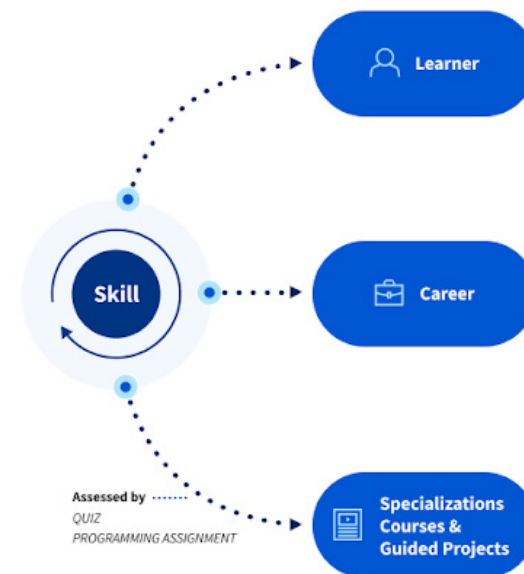 Learner
Skill
Career
Assessed by
QUIZ
PROGRAMMING ASSIGNMENT
Specializations
Courses &
Guided Projects